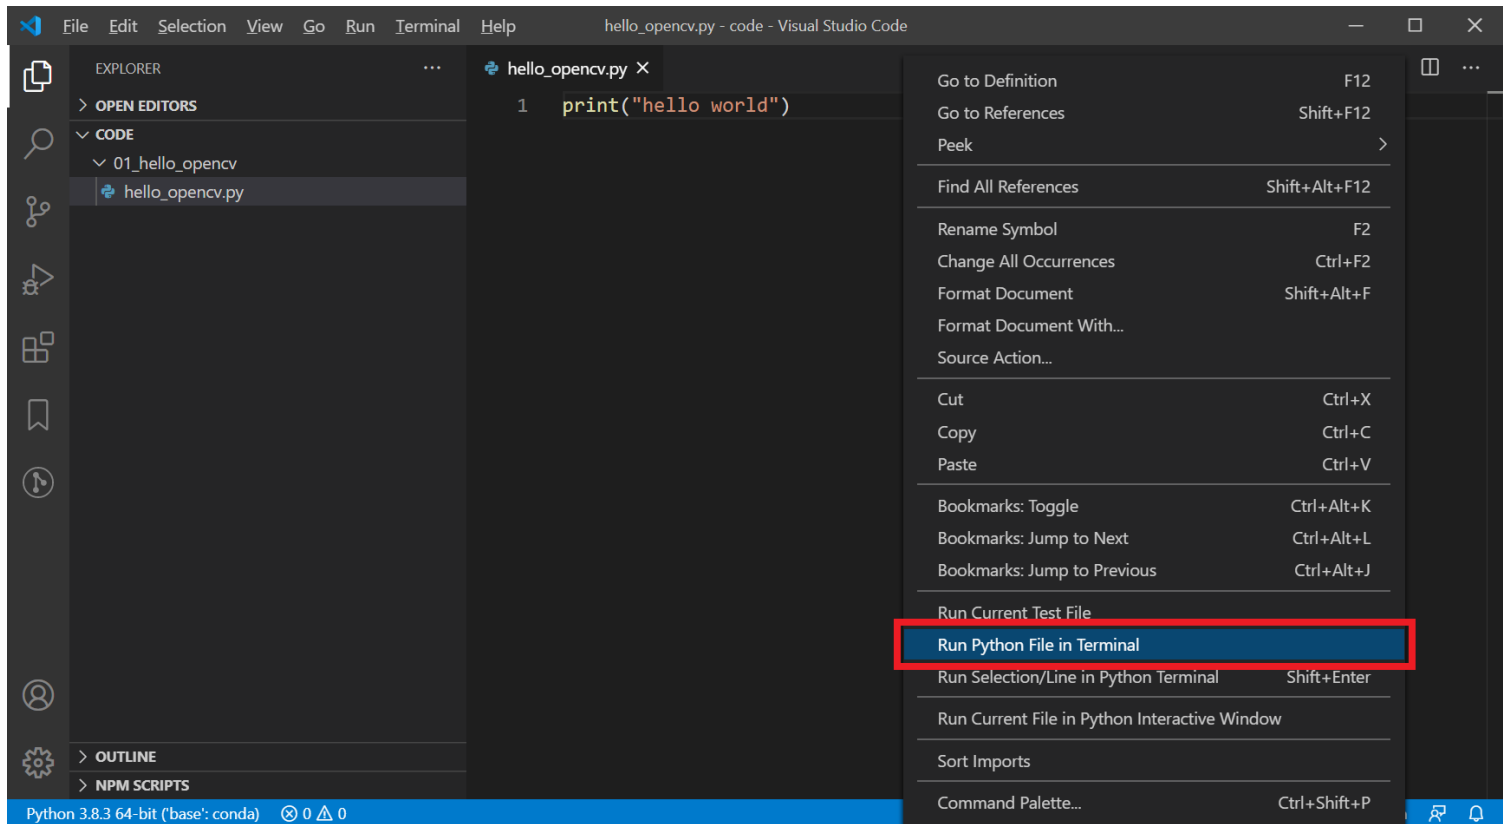 File Edit Selection View Go Run Terminal Help hello_opencv.py - code - Visual Studio Code
EXPLORER
OPEN EDITORS
CODE
01_hello_opencv
hello_opencv.py
OUTLINE
NPM SCRIPTS
hello_opencv.py
1 print("hello world")
Go to Definition F12
Go to References Shift+F12
Peek
Find All References Shift+Alt+F12
Rename Symbol F2
Change All Occurrences Ctrl+F2
Format Document Shift+Alt+F
Format Document With...
Source Action...
Cut Ctrl+X
Copy Ctrl+C
Paste Ctrl+V
Bookmarks: Toggle Ctrl+Alt+K
Bookmarks: Jump to Next Ctrl+Alt+L
Bookmarks: Jump to Previous Ctrl+Alt+J
Run Current Test File
Run Python File in Terminal
Run Selection/Line in Python Terminal Shift+Enter
Run Current File in Python Interactive Window
Sort Imports
Command Palette... Ctrl+Shift+P
Python 3.8.3 64-bit ('base': conda) 0 0